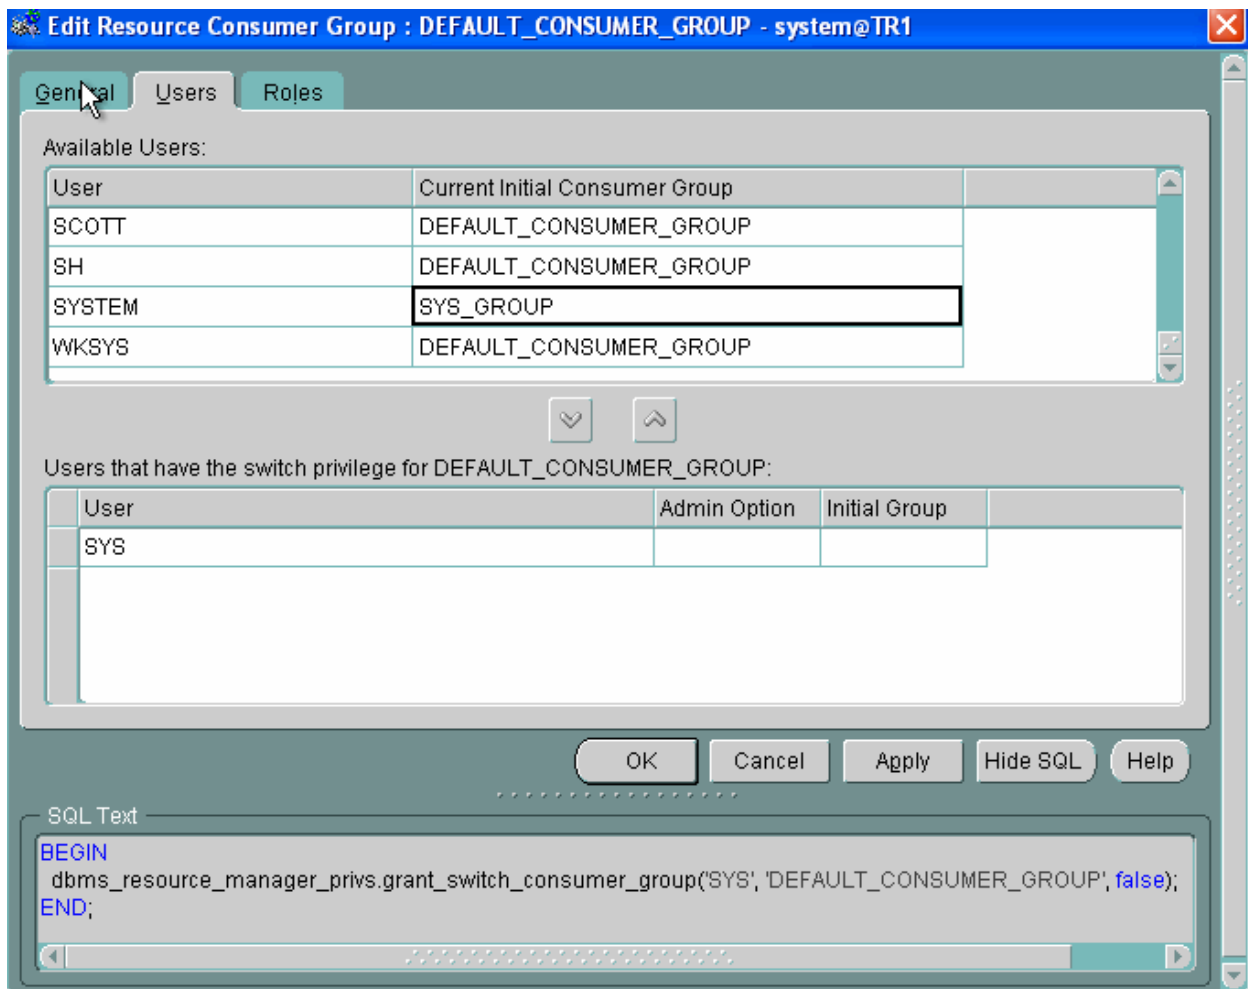 Edit Resource Consumer Group : DEFAULT_CONSUMER_GROUP - system@TR1
General Users Roles
Available Users:
User Current Initial Consumer Group
SCOTT DEFAULT_CONSUMER_GROUP
SH DEFAULT_CONSUMER_GROUP
SYSTEM SYS_GROUP
WKSYS DEFAULT_CONSUMER_GROUP
Users that have the switch privilege for DEFAULT_CONSUMER_GROUP:
User Admin Option Initial Group
SYS
OK Cancel Apply Hide SQL Help
SQL Text
BEGIN
dbms_resource_manager_privs.grant_switch_consumer_group('SYS', 'DEFAULT_CONSUMER_GROUP', false);
END;